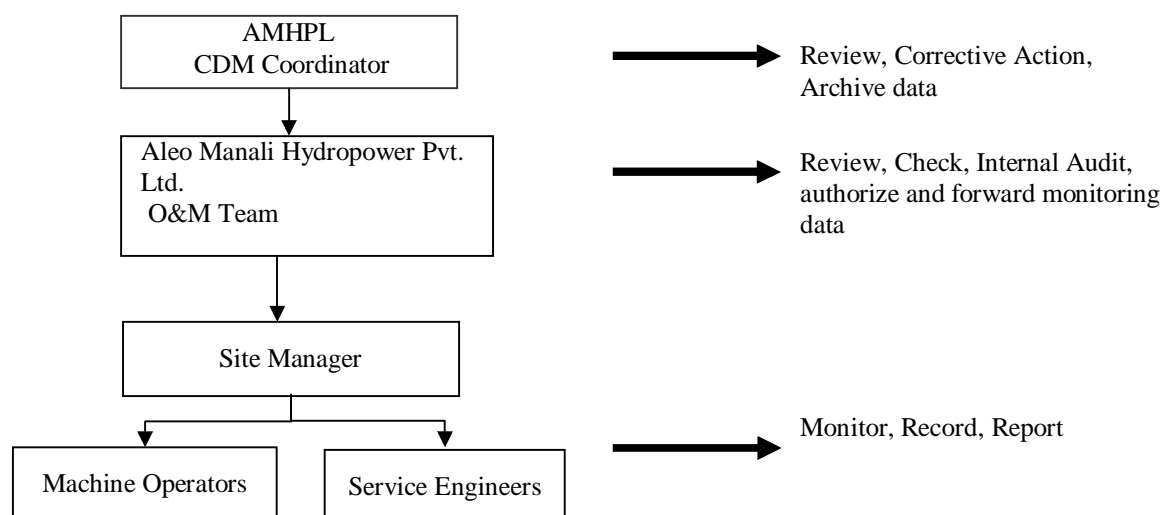 AMHPL
CDM Coordinator
Review, Corrective Action,
Archive data
Aleo Manali Hydropower Pvt.
Ltd.
O&M Team
Review, Check, Internal Audit,
authorize and forward monitoring
data
Site Manager
Monitor, Record, Report
Machine Operators
Service Engineers